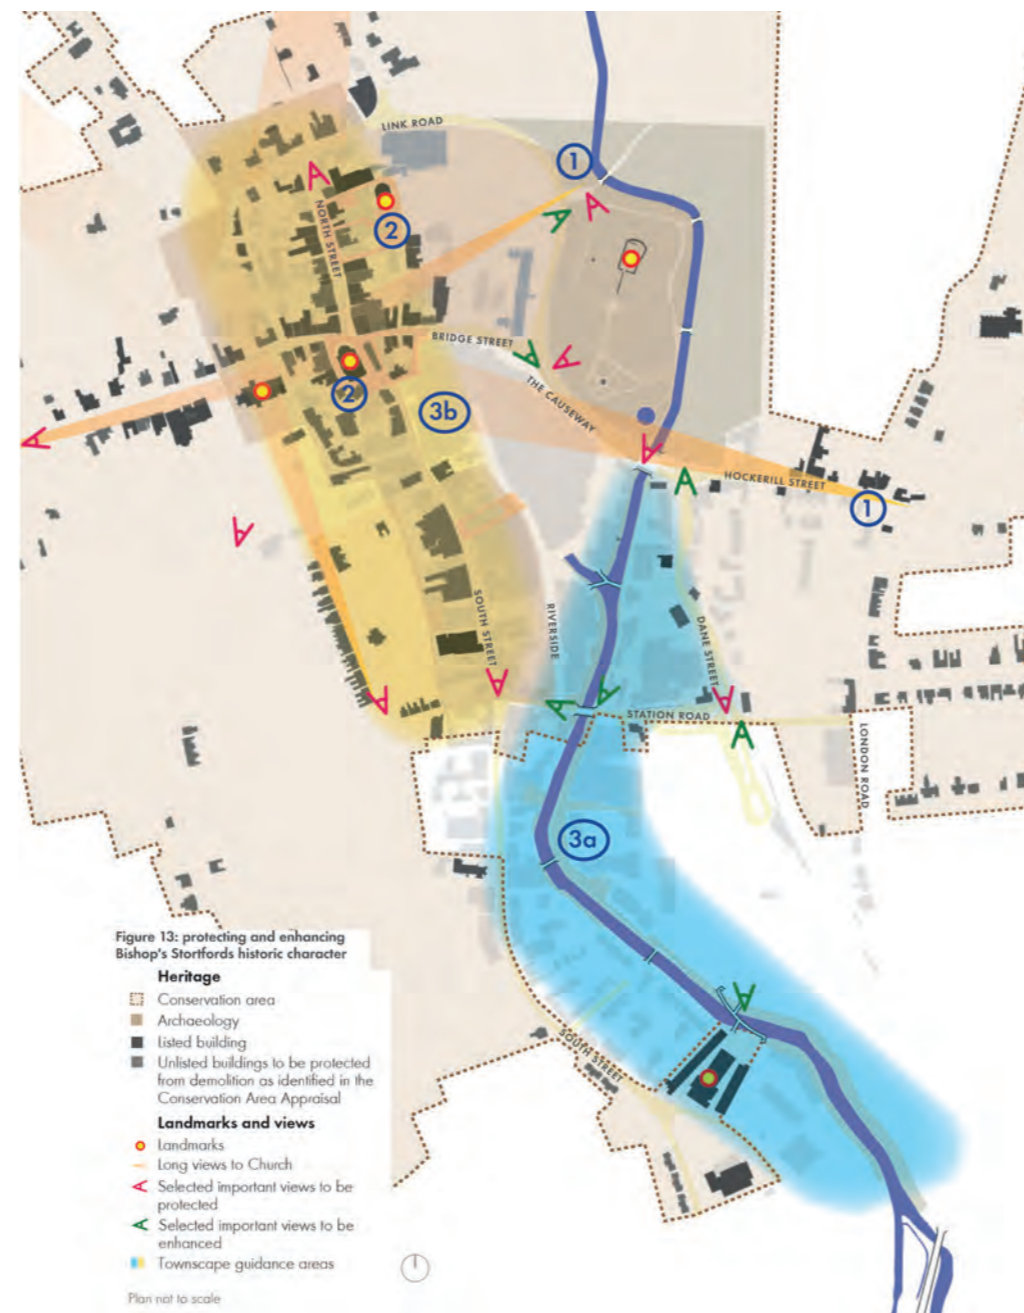 LINK ROAD
1
2
NORTH STREET
BRIDGE STREET
2
3b
THE CAUSEWAY
HOCKERILL STREET
1
SOUTH STREET
RIVERSIDE
DANE STREET
STATION ROAD
LONDON ROAD
3a
SOUTH STREET
Figure 13: protecting and enhancing
Bishop's Stortfords historic character
Heritage
Conservation area
Archaeology
Listed building
Unlisted buildings to be protected
from demolition as identified in the
Conservation Area Appraisal
Landmarks and views
Landmarks
Long views to Church
Selected important views to be
protected
Selected important views to be
enhanced
Townscape guidance areas
Plan not to scale